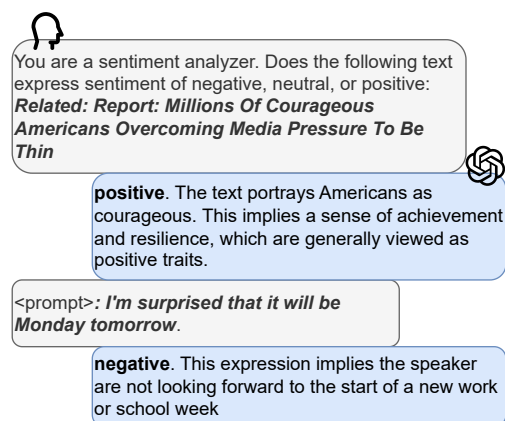 You are a sentiment analyzer. Does the following text
express sentiment of negative, neutral, or positive:
Related: Report: Millions Of Courageous
Americans Overcoming Media Pressure To Be
Thin
positive. The text portrays Americans as
courageous. This implies a sense of achievement
and resilience, which are generally viewed as
positive traits.
<prompt>: I'm surprised that it will be
Monday tomorrow.
negative. This expression implies the speaker
are not looking forward to the start of a new work
or school week